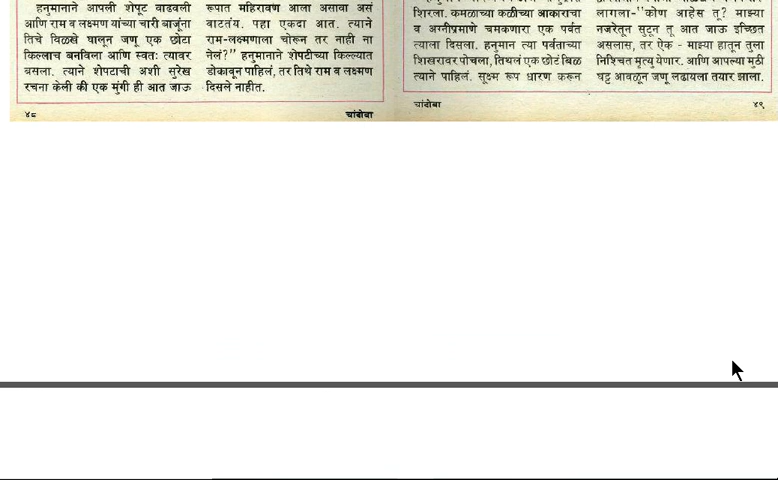 हनुमानाने आपली शेपूट वाढवली
आणि राम व लक्ष्मण यांच्या चारी बाजूंना
तिचे विळखे घालून जणू एक छोटा
किल्लाच बनविला आणि स्वतः त्यावर
बसला. त्याने शेपटाची अशी सुरेख
रचना केली की एक मुंगी ही आत जाऊ
४८
रूपात महिरावण आला असावा असं
वाटतंय. पहा एकदा आत. त्याने
राम-लक्ष्मणाला चोरून तर नाही ना
नेलं?" हनुमानाने शेपटीच्या किल्ल्यात
डोकावून पाहिलं, तर तिथे राम व लक्ष्मण
दिसले नाहीत.
चांदोबा
शिरला. कमळाच्या कळीच्या आकाराचा
व अग्नीप्रमाणे चमकणारा एक पर्वत
त्याला दिसला. हनुमान त्या पर्वताच्या
शिखरावर पोचला, तिथलं एक छोटं बिळ
त्याने पाहिलं. सूक्ष्म रूप धारण करून
चांदोबा
लागला-"कोण आहेस तू? माझ्या
नजरेतून सुटून तू आत जाऊ इच्छित
असलास, तर ऐक - माझ्या हातून तुला
निश्चित मृत्यु येणार. आणि आपल्या मुठी
घट्ट आवळून जणू लढायला तयार झाला.
४९